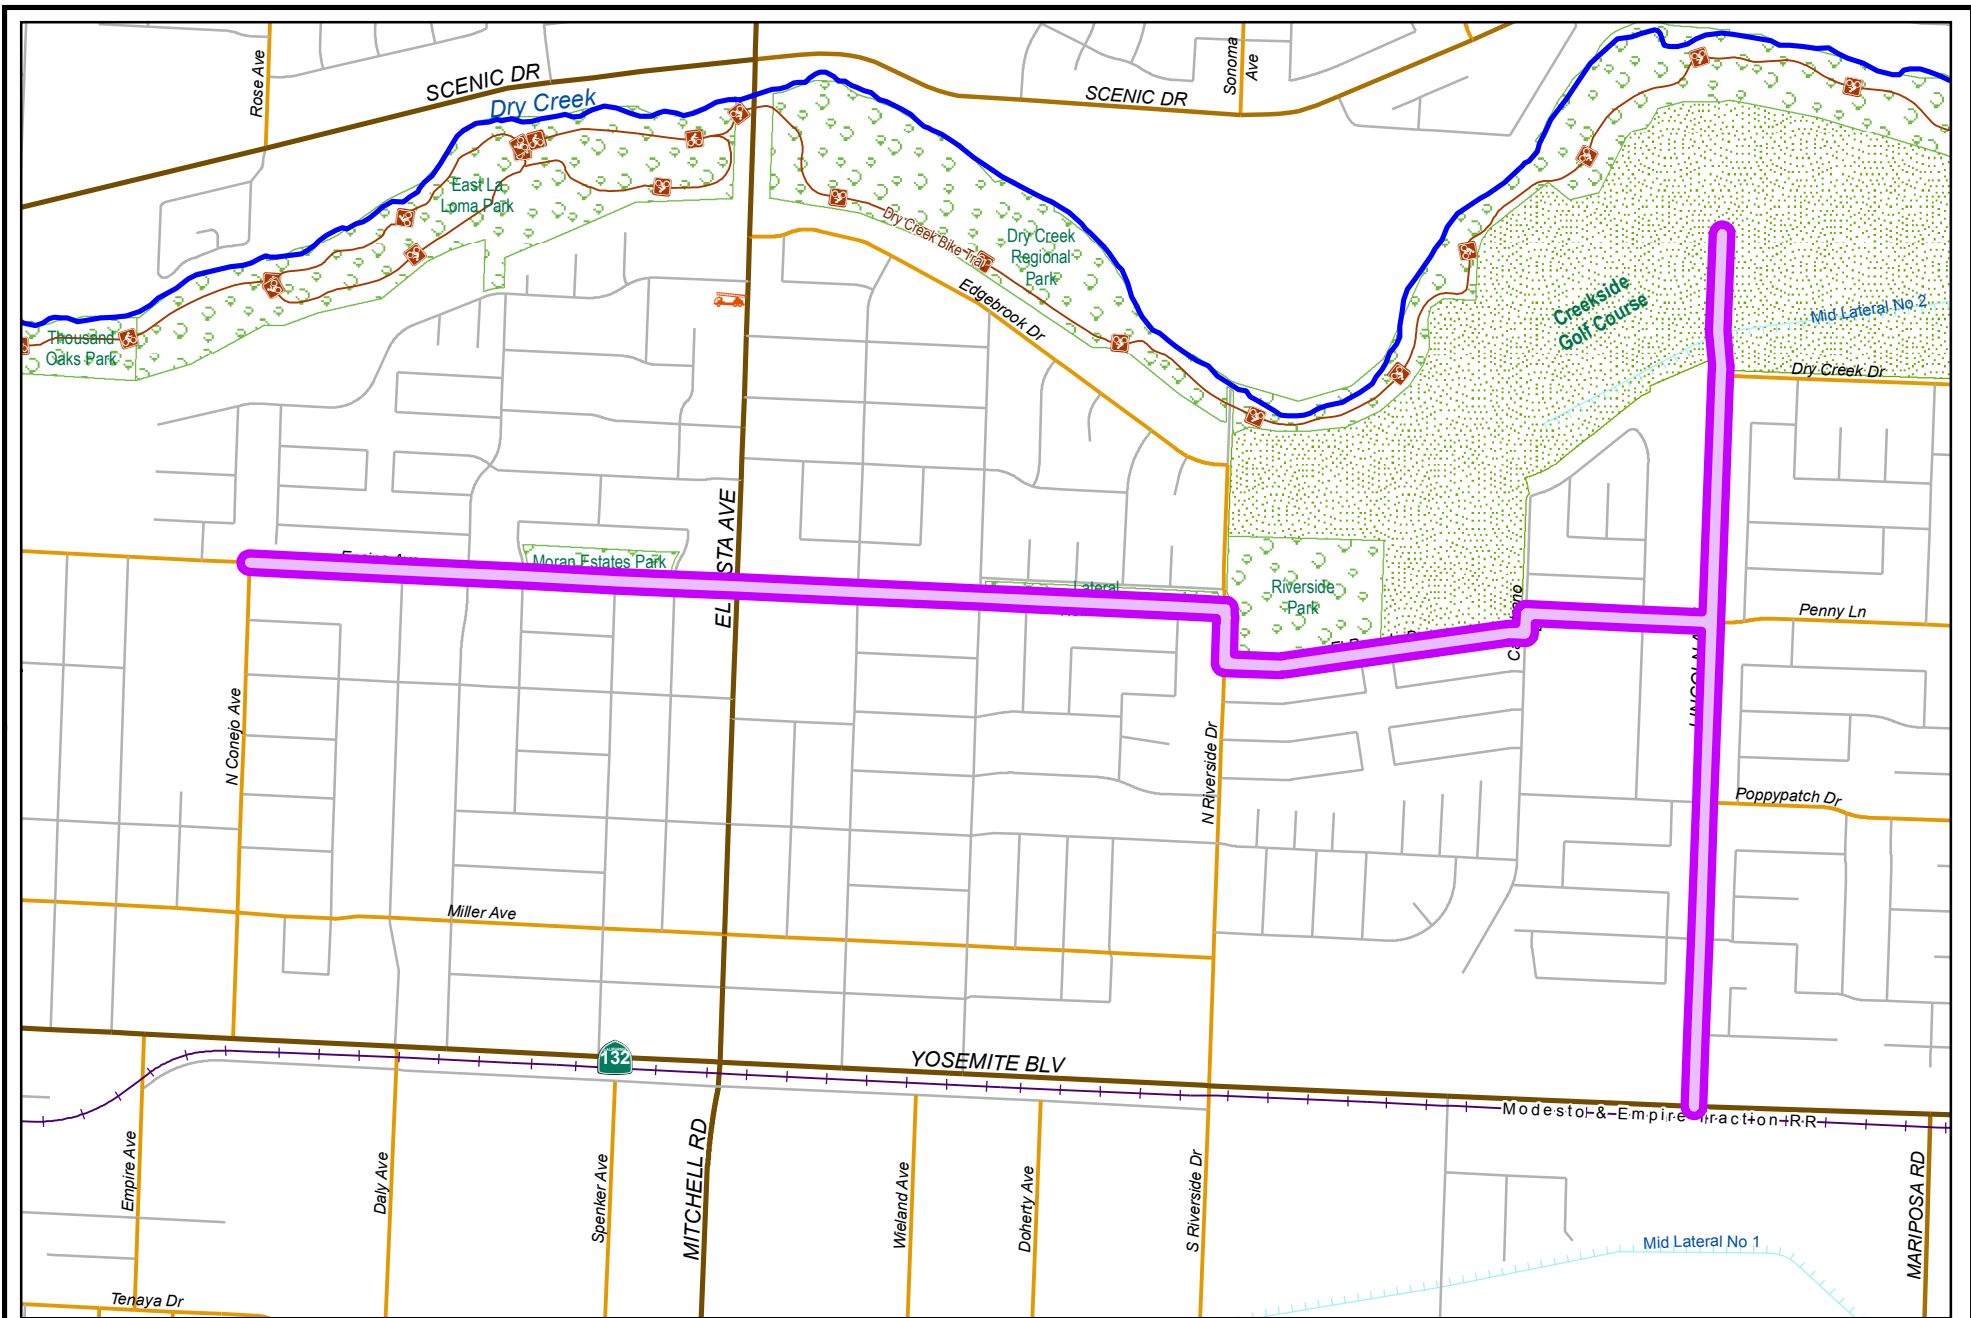 Rose Ave
SCENIC DR
Dry Creek
Sonoma
Ave
SCENIC DR
East La
Loma Park
Dry Creek Bike Trail
Dry Creek
Regional
Park
Edgebrook Dr
Creekside
Golf Course
Mid Lateral No 2
Thousand
Oaks Park
Dry Creek Dr
Moran Estates Park
Lateral
Riverside
Park
Penny Ln
N Conejo Ave
N Riverside Dr
Poppypatch Dr
Miller Ave
132
YOSEMITE BLV
Modesto & Empire
RR
Empire Ave
Daly Ave
Spenker Ave
MITCHELL RD
Wieland Ave
Doherty Ave
S Riverside Dr
MARIPOSA RD
Mid Lateral No 1
Tenaya Dr